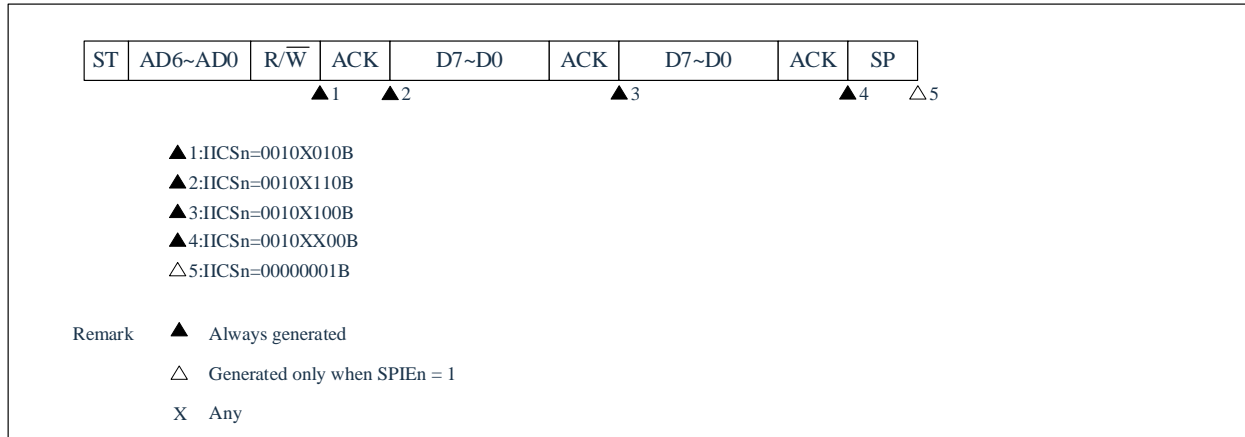 ST AD6~AD0 R/W̅ ACK D7~D0 ACK D7~D0 ACK SP
▲1 ▲2 ▲3 ▲4 △5
▲1:IICSn=0010X010B
▲2:IICSn=0010X110B
▲3:IICSn=0010X100B
▲4:IICSn=0010XX00B
△5:IICSn=00000001B
Remark ▲ Always generated
△ Generated only when SPIEn = 1
X Any